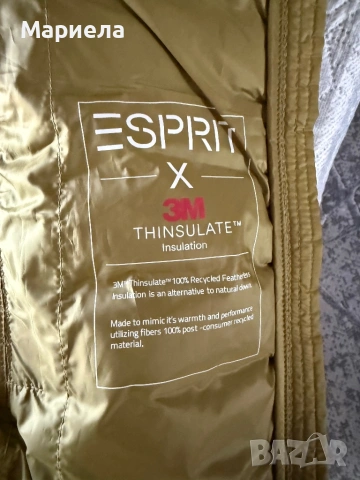 Мариела
ESPRIT
X
3M
THINSULATE™
Insulation
3M™ Thinsulate™ 100% Recycled Featherless
Insulation is an alternative to natural down.
Made to mimic it's warmth and performance
utilizing fibers 100% post -consumer recycled
material.
BAZAR